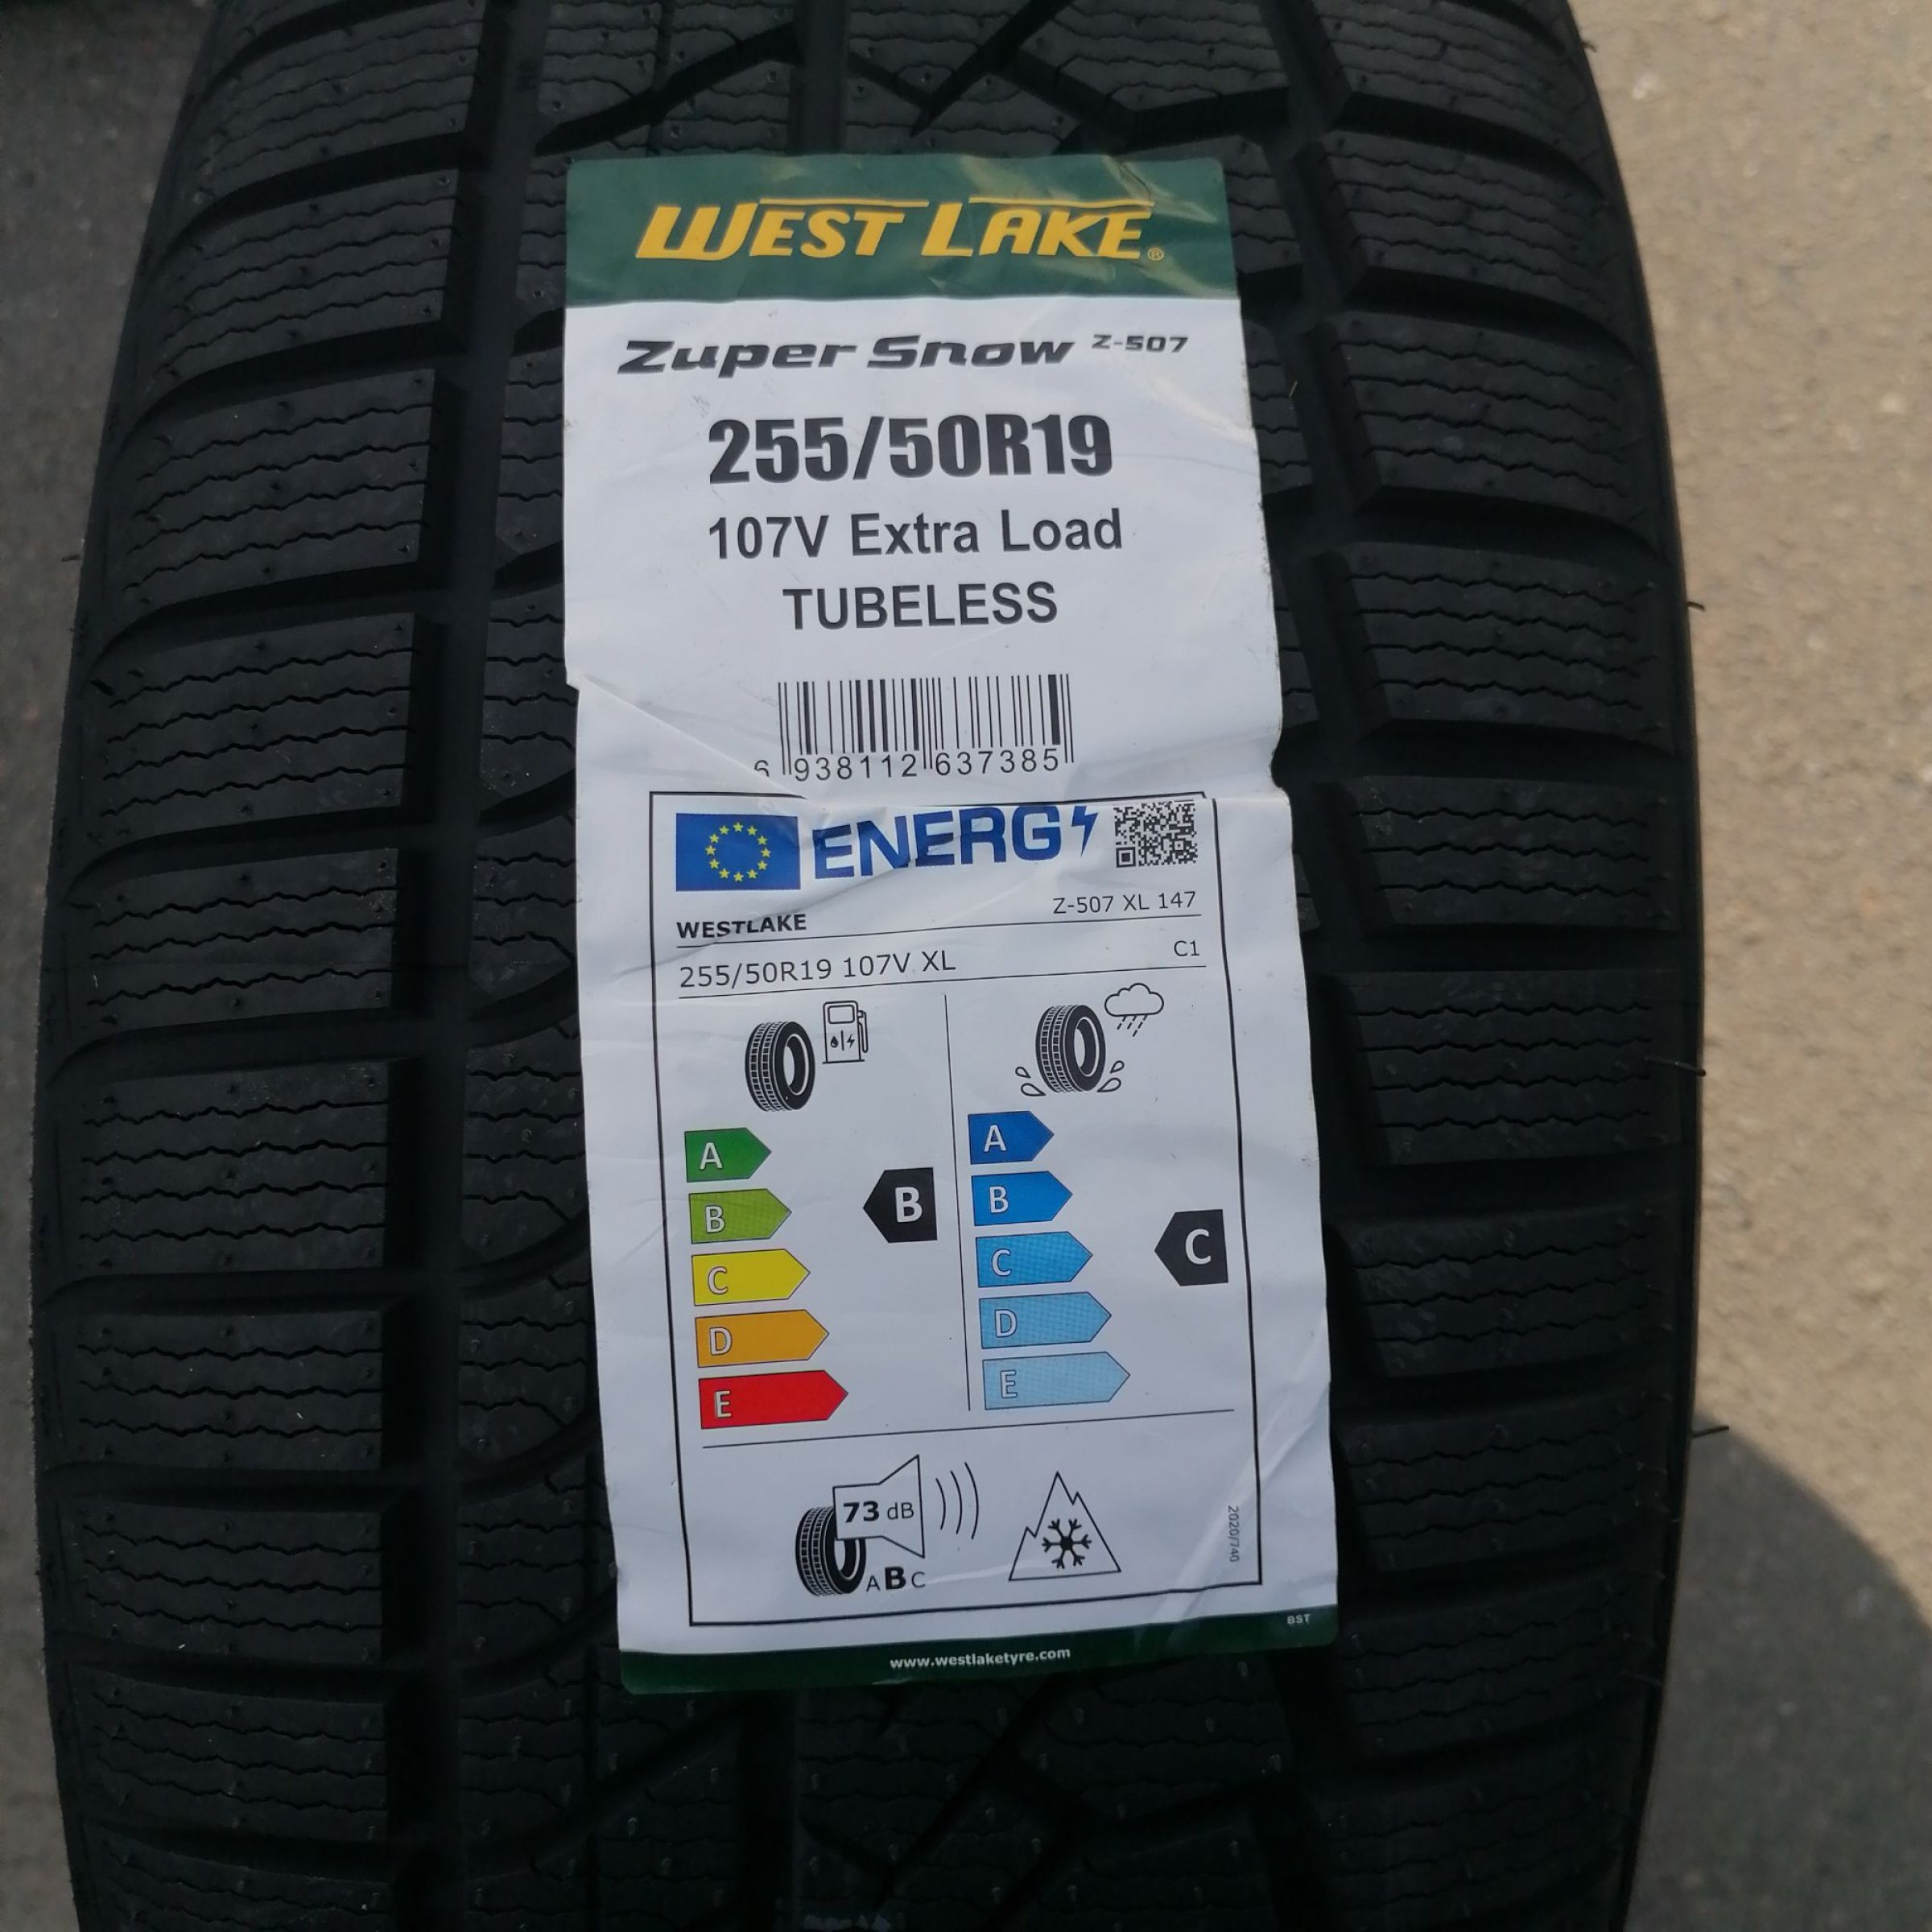 WEST LAKE®
Zuper Snow Z-507
255/50R19
107V Extra Load
TUBELESS
6 938112 637385
ENERG
WESTLAKE Z-507 XL 147
255/50R19 107V XL C1
A A
B B B
C C C
D D
E E
73 dB
ABC
2020/740
BST
www.westlaketyre.com